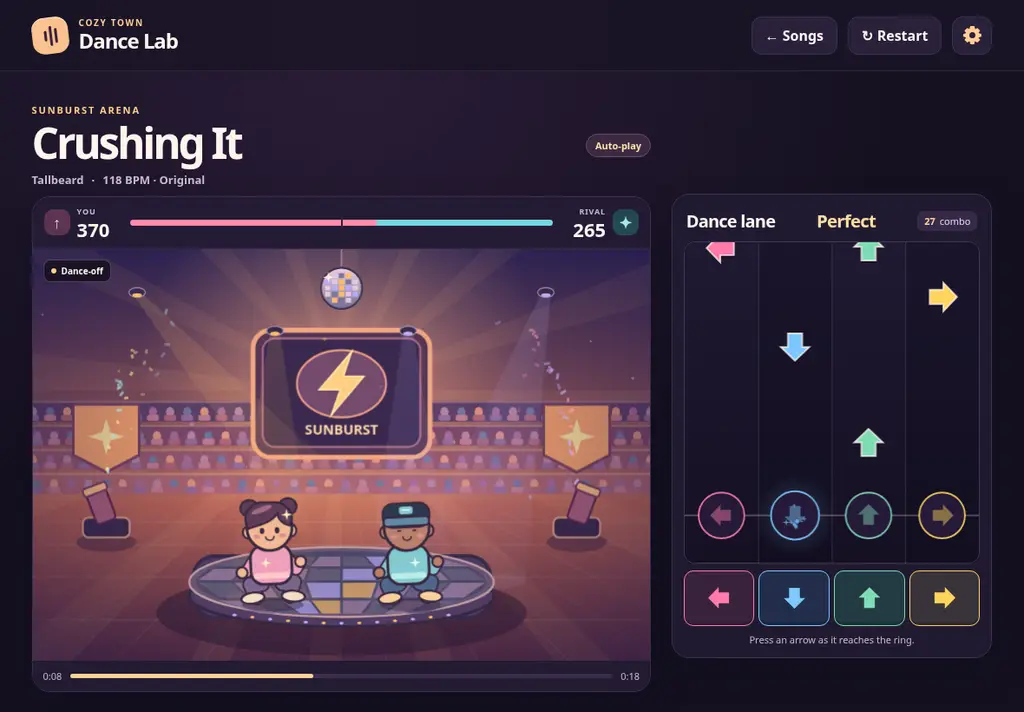 COZY TOWN
Dance Lab
← Songs
↻ Restart
SUNBURST ARENA
Crushing It
Tallbeard · 118 BPM · Original
Auto-play
YOU
370
RIVAL
265
Dance-off
SUNBURST
0:08
0:18
Dance lane
Perfect
27 combo
Press an arrow as it reaches the ring.